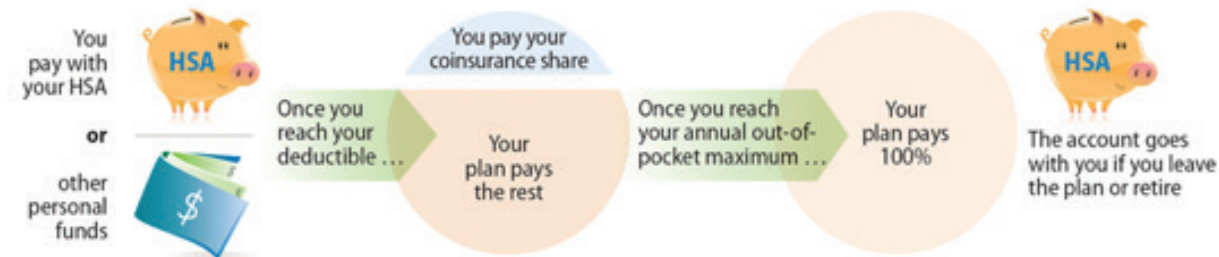 You
pay with
your HSA
or
other
personal
funds
HSA
$
Once you
reach your
deductible …
You pay your
coinsurance share
Your
plan pays
the rest
Once you reach
your annual out-of-
pocket maximum …
Your
plan pays
100%
HSA
The account goes
with you if you leave
the plan or retire